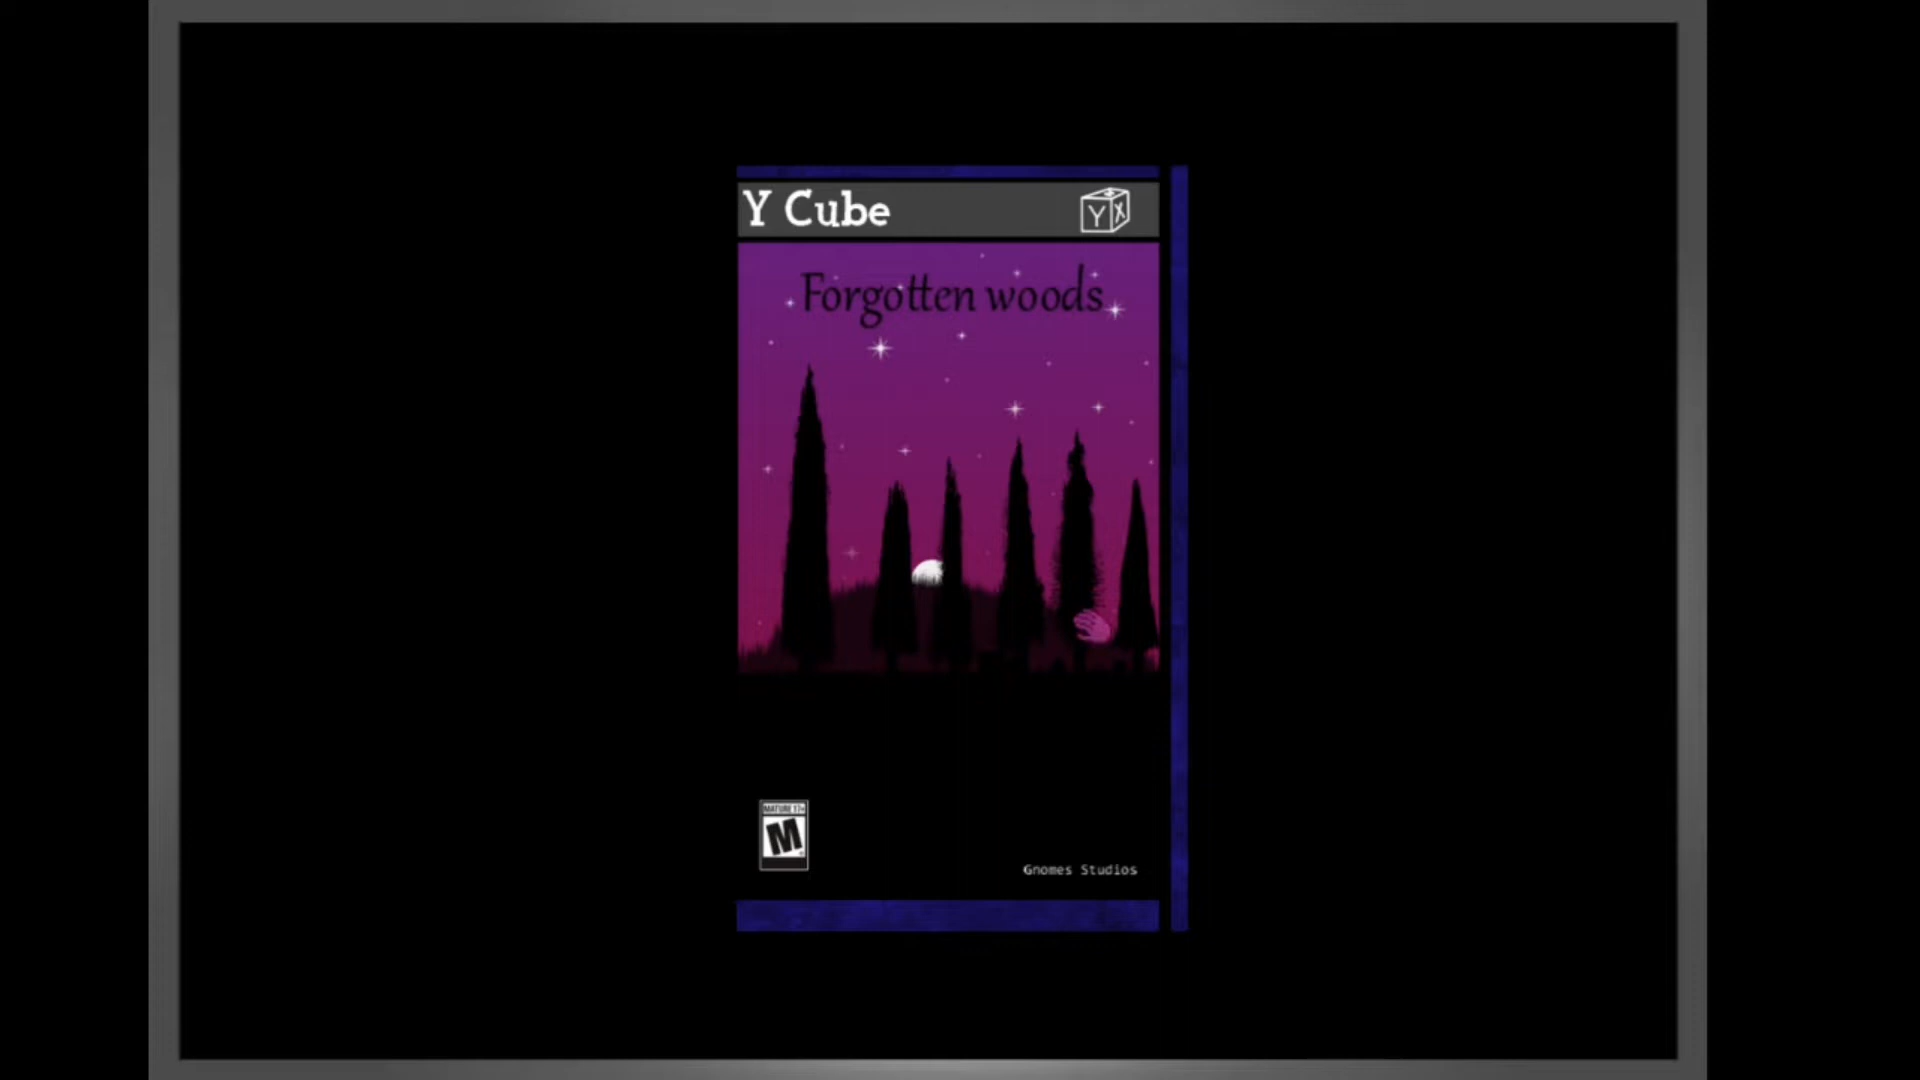 Y Cube
Y X
Forgotten woods
MATURE 17+
M
Gnomes Studios